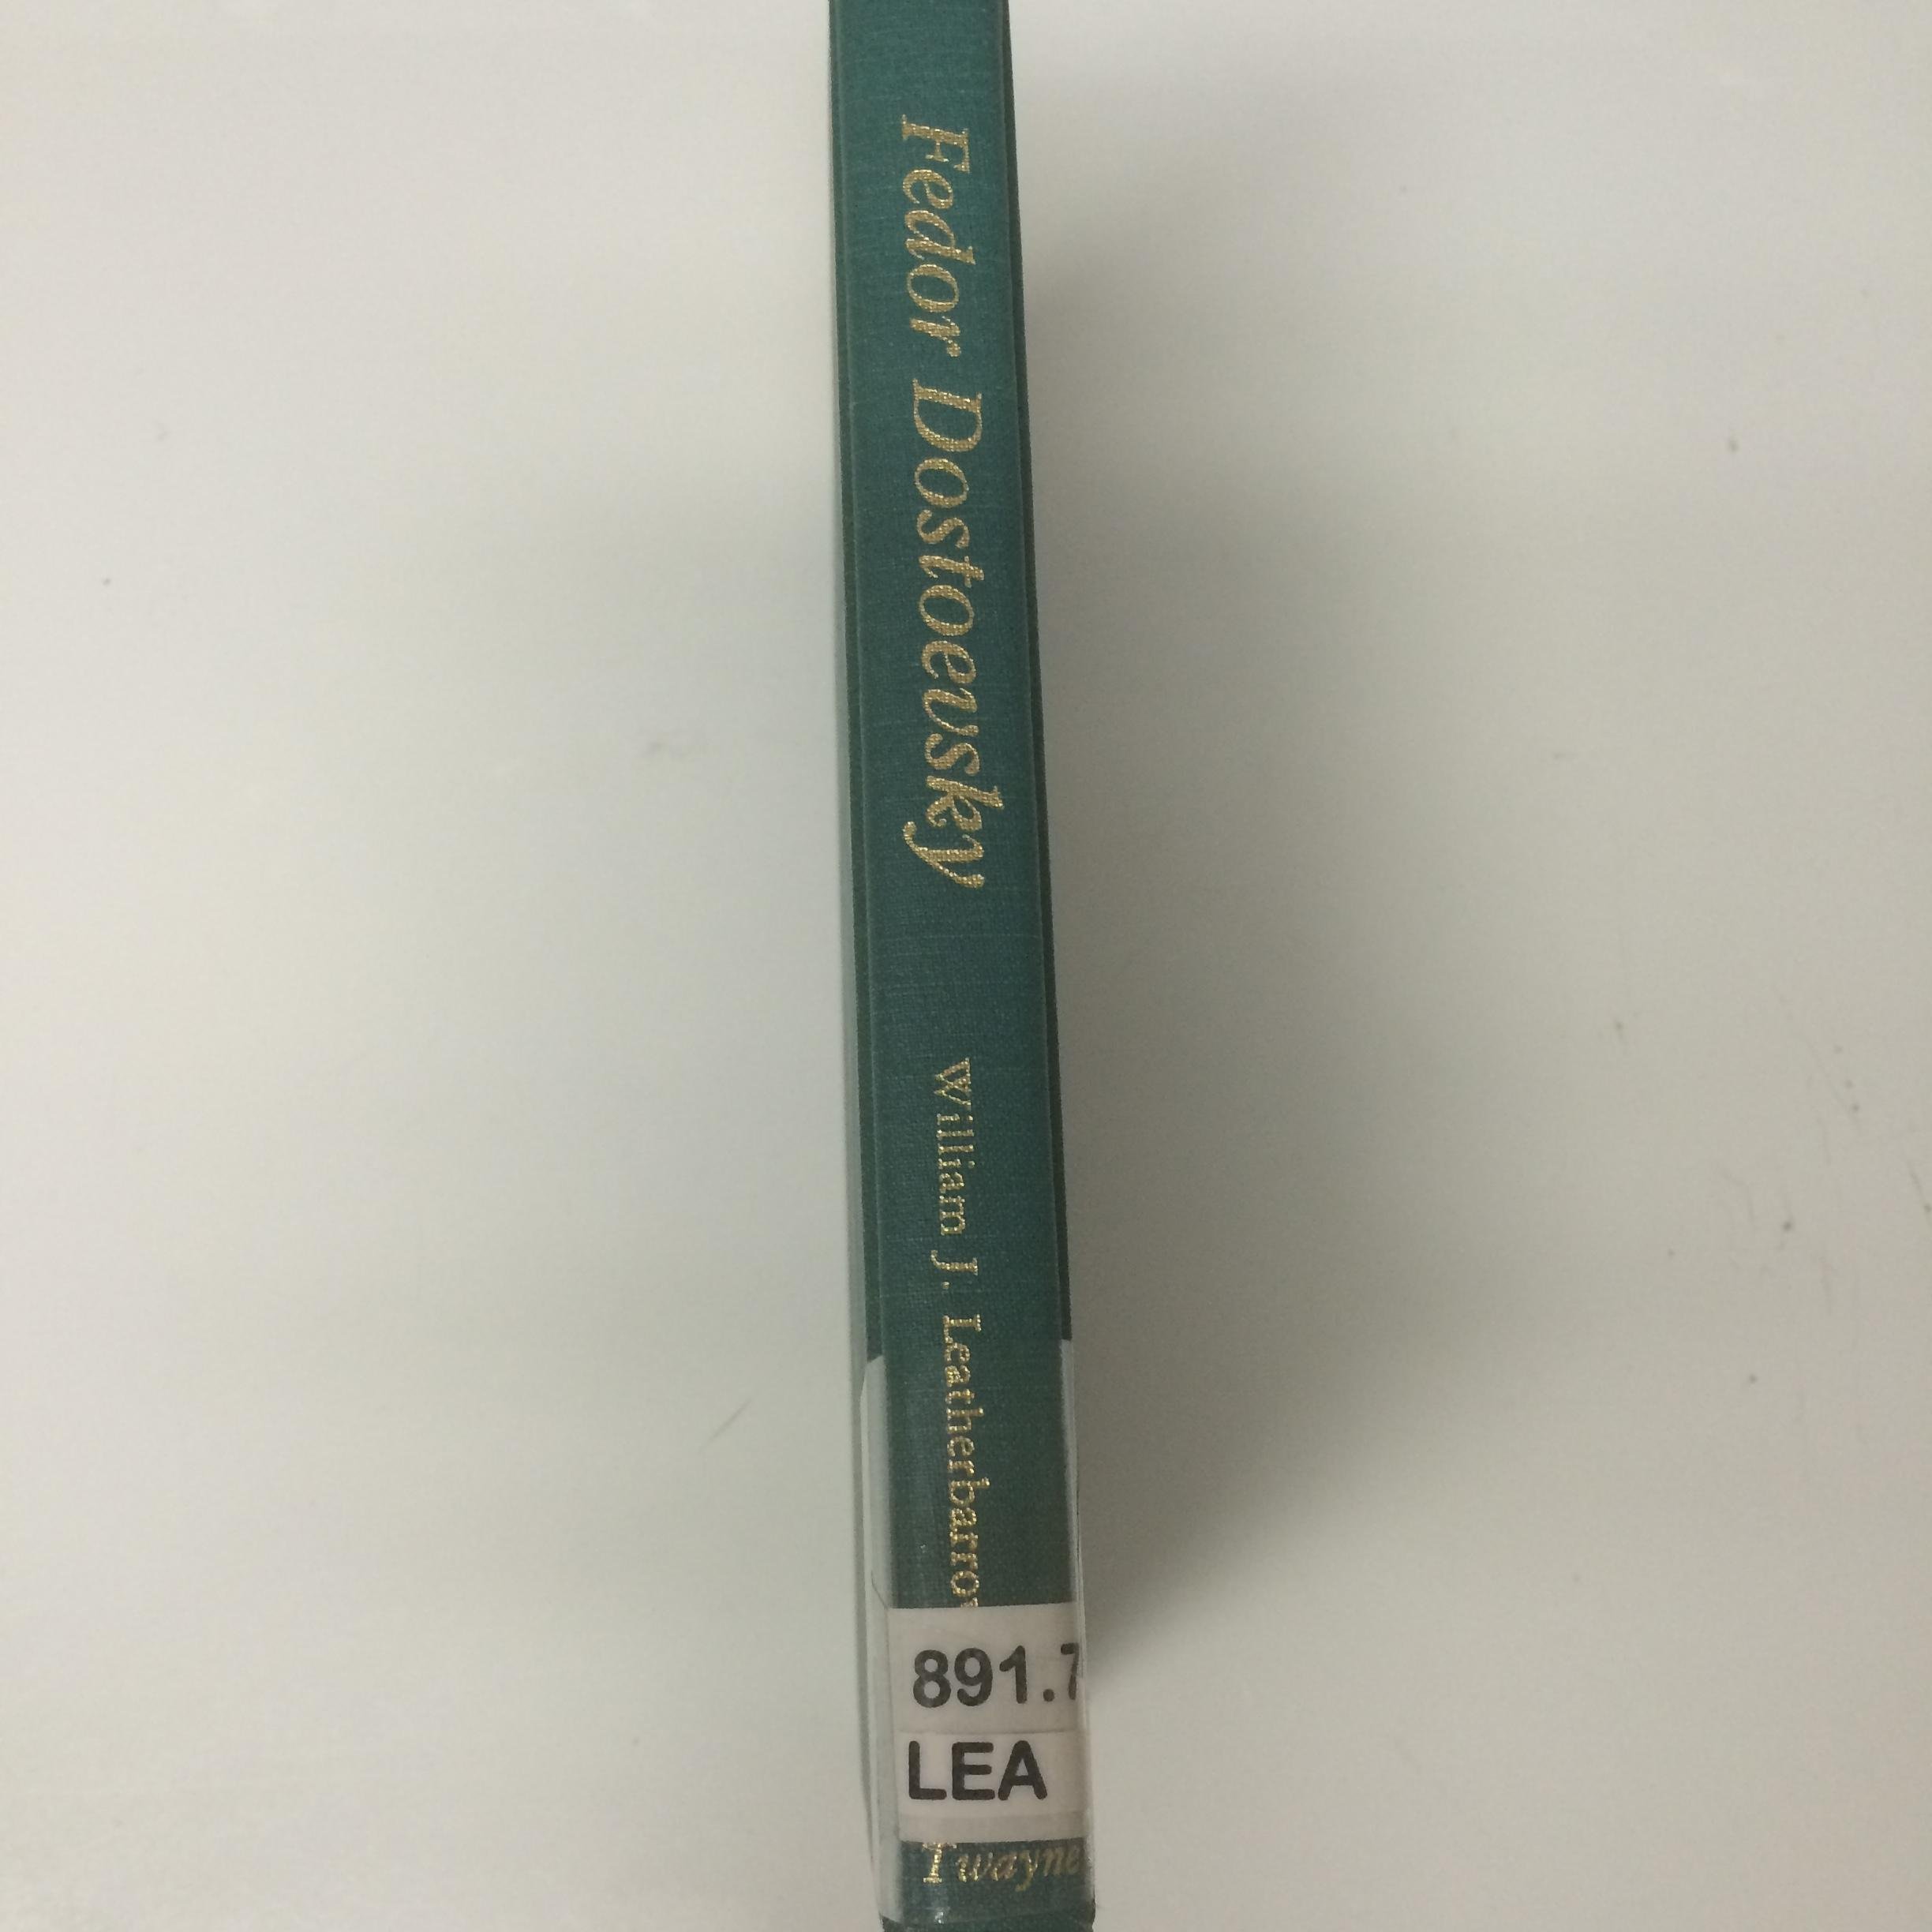 Fedor Dostoevsky
William J. Leatherbarro
891.7
LEA
Twayne